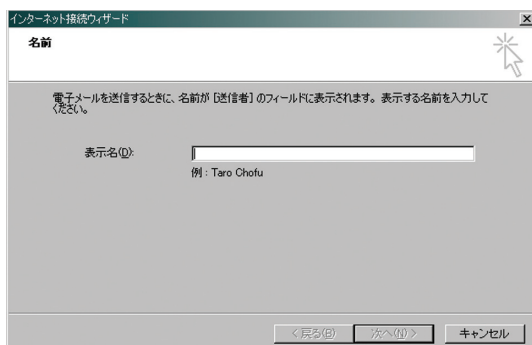 インターネット接続ウィザード
名前
電子メールを送信するときに、名前が [送信者] のフィールドに表示されます。表示する名前を入力して
ください。
表示名(D):
例 : Taro Chofu
< 戻る(B) 次へ(N) > キャンセル